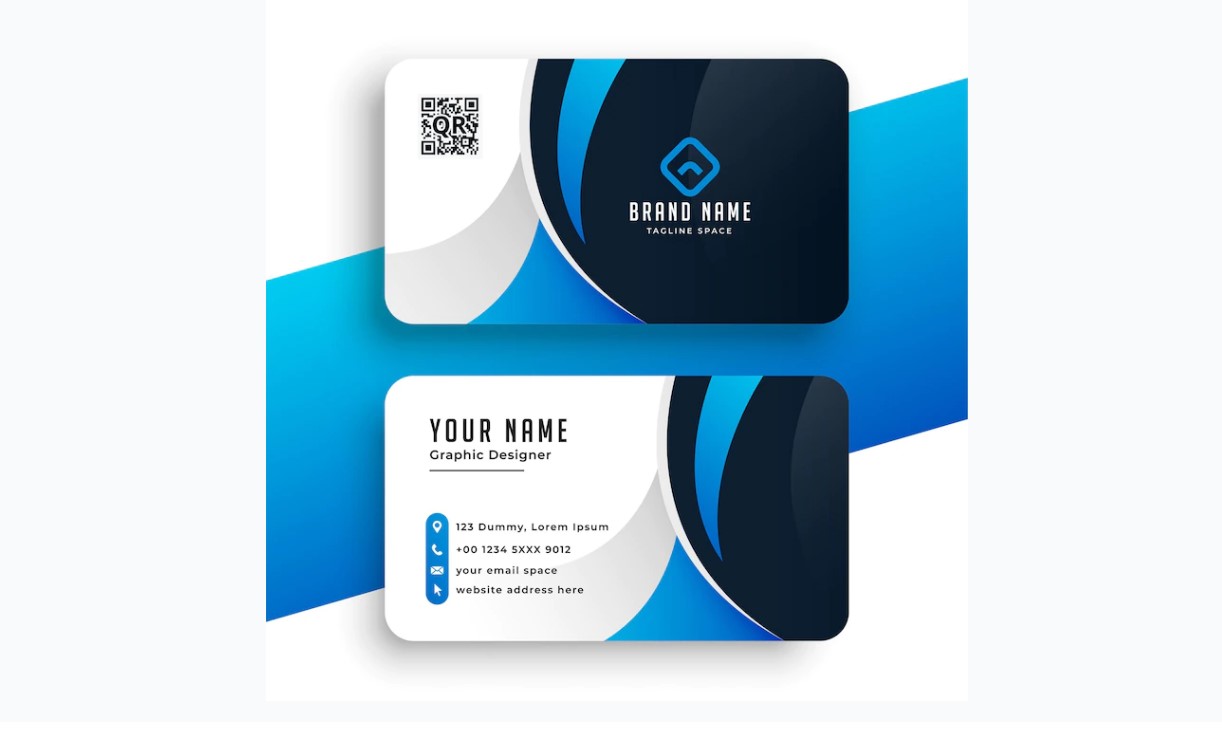 QR
BRAND NAME
TAGLINE SPACE
YOUR NAME
Graphic Designer
123 Dummy, Lorem Ipsum
+00 1234 5XXX 9012
your email space
website address here